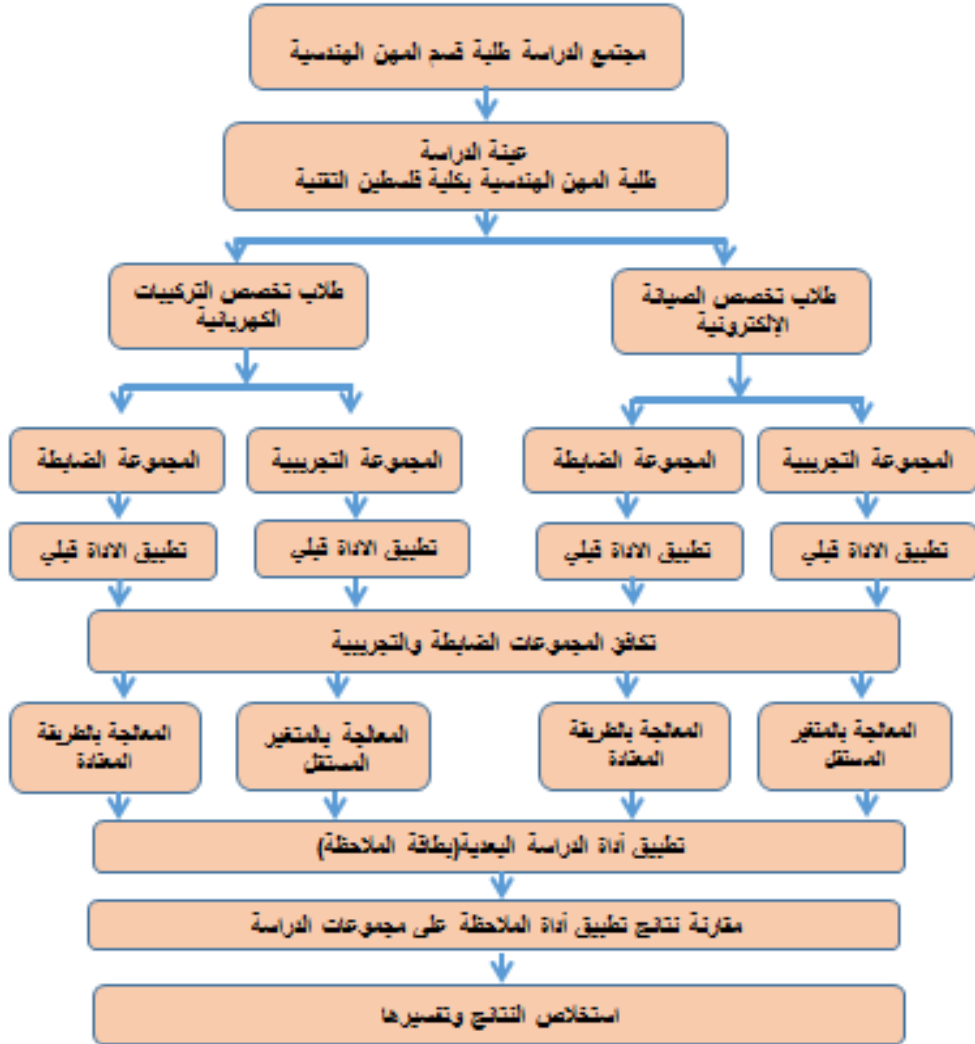 مجتمع الدراسة طلبة قسم المهن الهندسية
عينة الدراسة
طلبة المهن الهندسية بكلية فلسطين التقنية
طلاب تخصص الصيانة
الإلكترونية
طلاب تخصص التركيبات
الكهربائية
المجموعة التجريبية
المجموعة الضابطة
المجموعة التجريبية
المجموعة الضابطة
تطبيق الاداة قبلي
تطبيق الاداة قبلي
تطبيق الاداة قبلي
تطبيق الاداة قبلي
تكافؤ المجموعات الضابطة والتجريبية
المعالجة بالمتغير
المستقل
المعالجة بالطريقة
المعتادة
المعالجة بالمتغير
المستقل
المعالجة بالطريقة
المعتادة
تطبيق أداة الدراسة البعدية(بطاقة الملاحظة)
مقارنة نتائج تطبيق أداة الملاحظة على مجموعات الدراسة
استخلاص النتائج وتفسيرها